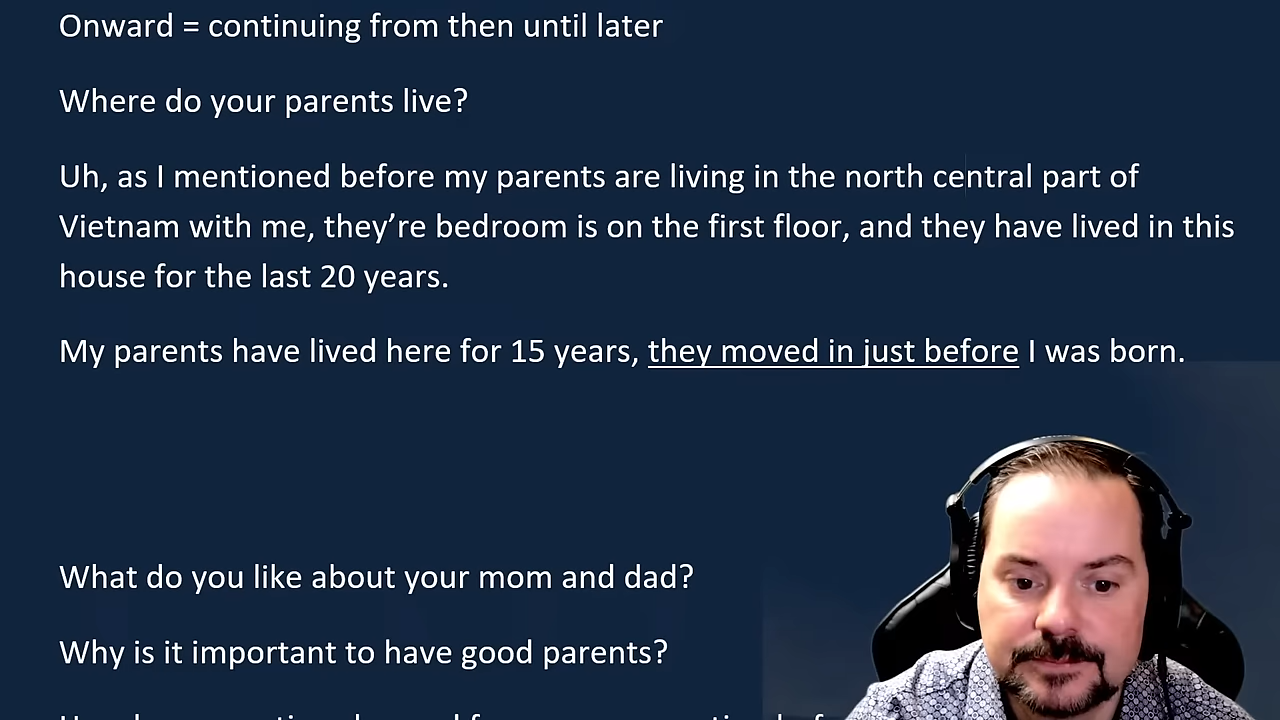 Onward = continuing from then until later
Where do your parents live?
Uh, as I mentioned before my parents are living in the north central part of
Vietnam with me, they’re bedroom is on the first floor, and they have lived in this
house for the last 20 years.
My parents have lived here for 15 years, they moved in just before I was born.
What do you like about your mom and dad?
Why is it important to have good parents?